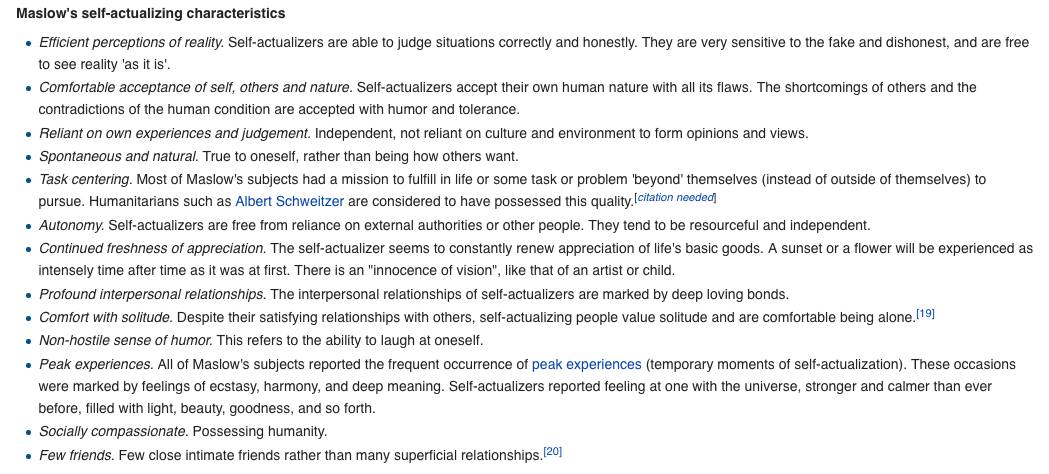 Maslow's self-actualizing characteristics
• Efficient perceptions of reality. Self-actualizers are able to judge situations correctly and honestly. They are very sensitive to the fake and dishonest, and are free
to see reality 'as it is'.
• Comfortable acceptance of self, others and nature. Self-actualizers accept their own human nature with all its flaws. The shortcomings of others and the
contradictions of the human condition are accepted with humor and tolerance.
• Reliant on own experiences and judgement. Independent, not reliant on culture and environment to form opinions and views.
• Spontaneous and natural. True to oneself, rather than being how others want.
• Task centering. Most of Maslow's subjects had a mission to fulfill in life or some task or problem 'beyond' themselves (instead of outside of themselves) to
pursue. Humanitarians such as Albert Schweitzer are considered to have possessed this quality.[citation needed]
• Autonomy. Self-actualizers are free from reliance on external authorities or other people. They tend to be resourceful and independent.
• Continued freshness of appreciation. The self-actualizer seems to constantly renew appreciation of life's basic goods. A sunset or a flower will be experienced as
intensely time after time as it was at first. There is an "innocence of vision", like that of an artist or child.
• Profound interpersonal relationships. The interpersonal relationships of self-actualizers are marked by deep loving bonds.
• Comfort with solitude. Despite their satisfying relationships with others, self-actualizing people value solitude and are comfortable being alone.[19]
• Non-hostile sense of humor. This refers to the ability to laugh at oneself.
• Peak experiences. All of Maslow's subjects reported the frequent occurrence of peak experiences (temporary moments of self-actualization). These occasions
were marked by feelings of ecstasy, harmony, and deep meaning. Self-actualizers reported feeling at one with the universe, stronger and calmer than ever
before, filled with light, beauty, goodness, and so forth.
• Socially compassionate. Possessing humanity.
• Few friends. Few close intimate friends rather than many superficial relationships.[20]